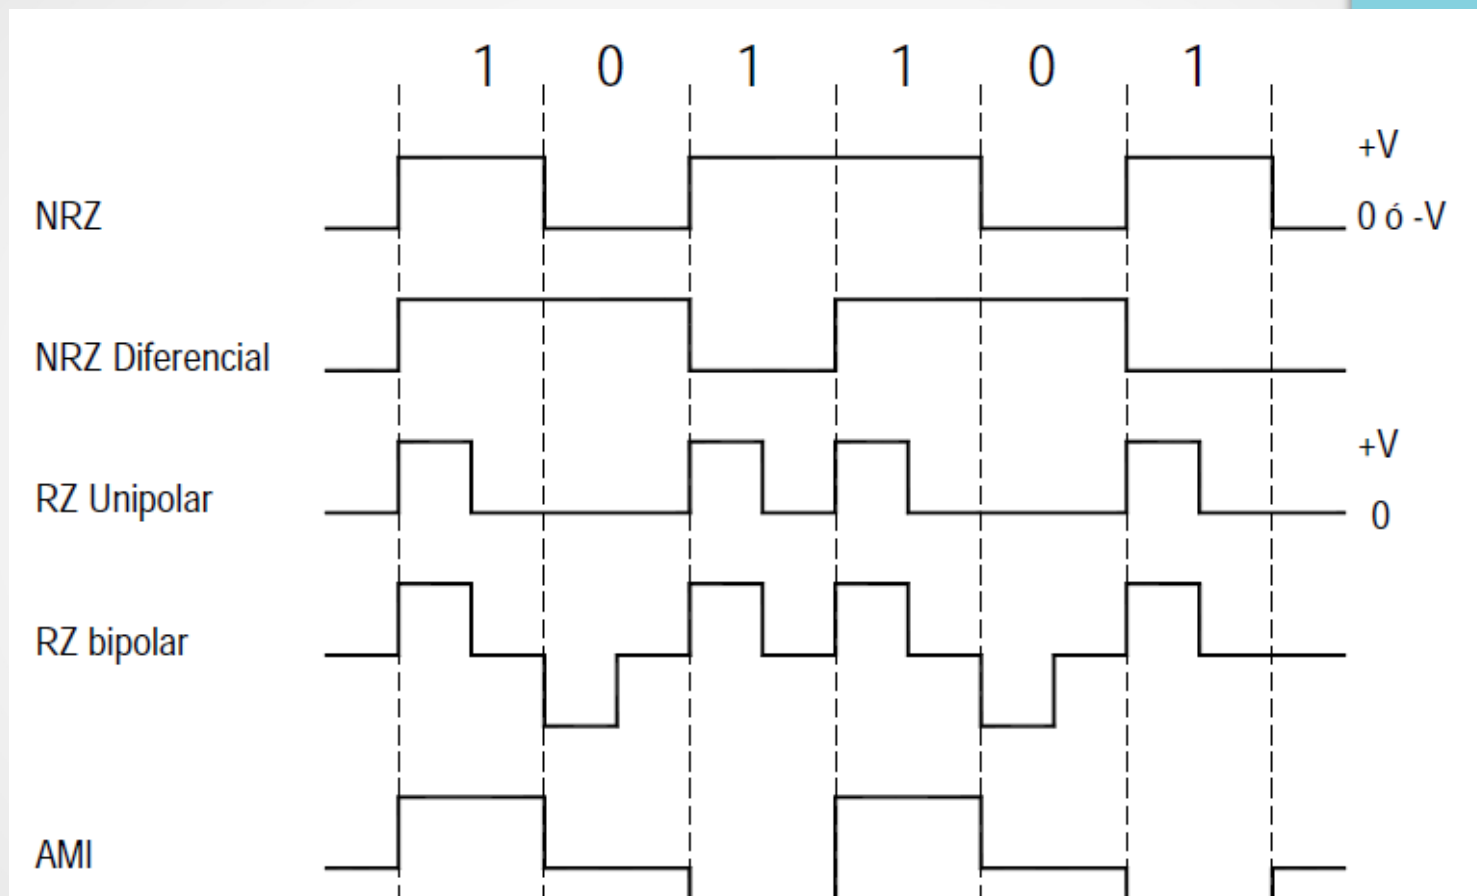 1 0 1 1 0 1
+V
NRZ 0 ó -V
NRZ Diferencial
+V
RZ Unipolar 0
RZ bipolar
AMI